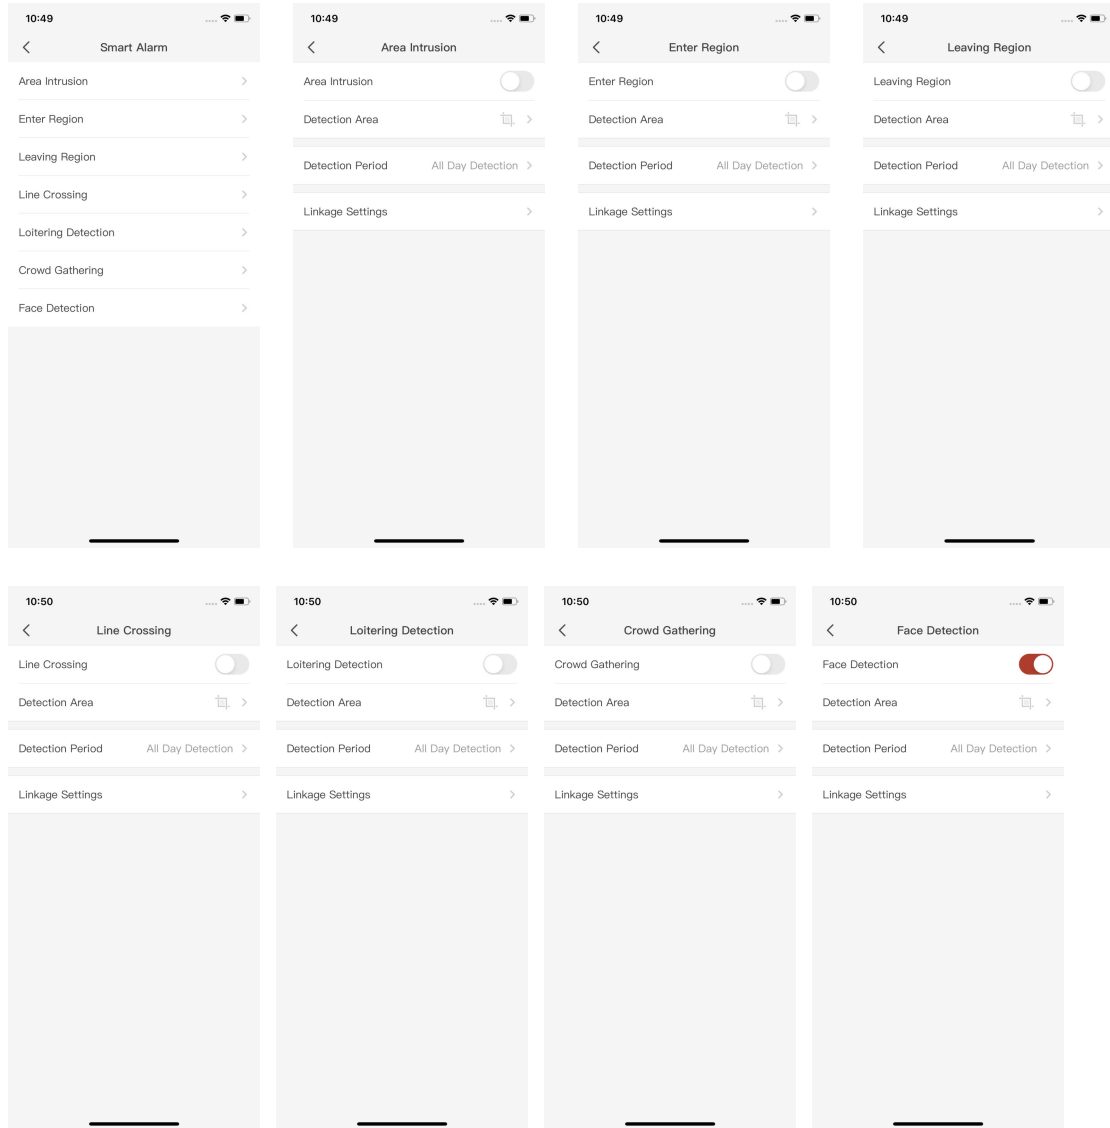 10:49
Smart Alarm
Area Intrusion
Enter Region
Leaving Region
Line Crossing
Loitering Detection
Crowd Gathering
Face Detection
10:49
Area Intrusion
Area Intrusion
Detection Area
Detection Period All Day Detection
Linkage Settings
10:49
Enter Region
Enter Region
Detection Area
Detection Period All Day Detection
Linkage Settings
10:49
Leaving Region
Leaving Region
Detection Area
Detection Period All Day Detection
Linkage Settings
10:50
Line Crossing
Line Crossing
Detection Area
Detection Period All Day Detection
Linkage Settings
10:50
Loitering Detection
Loitering Detection
Detection Area
Detection Period All Day Detection
Linkage Settings
10:50
Crowd Gathering
Crowd Gathering
Detection Area
Detection Period All Day Detection
Linkage Settings
10:50
Face Detection
Face Detection
Detection Area
Detection Period All Day Detection
Linkage Settings